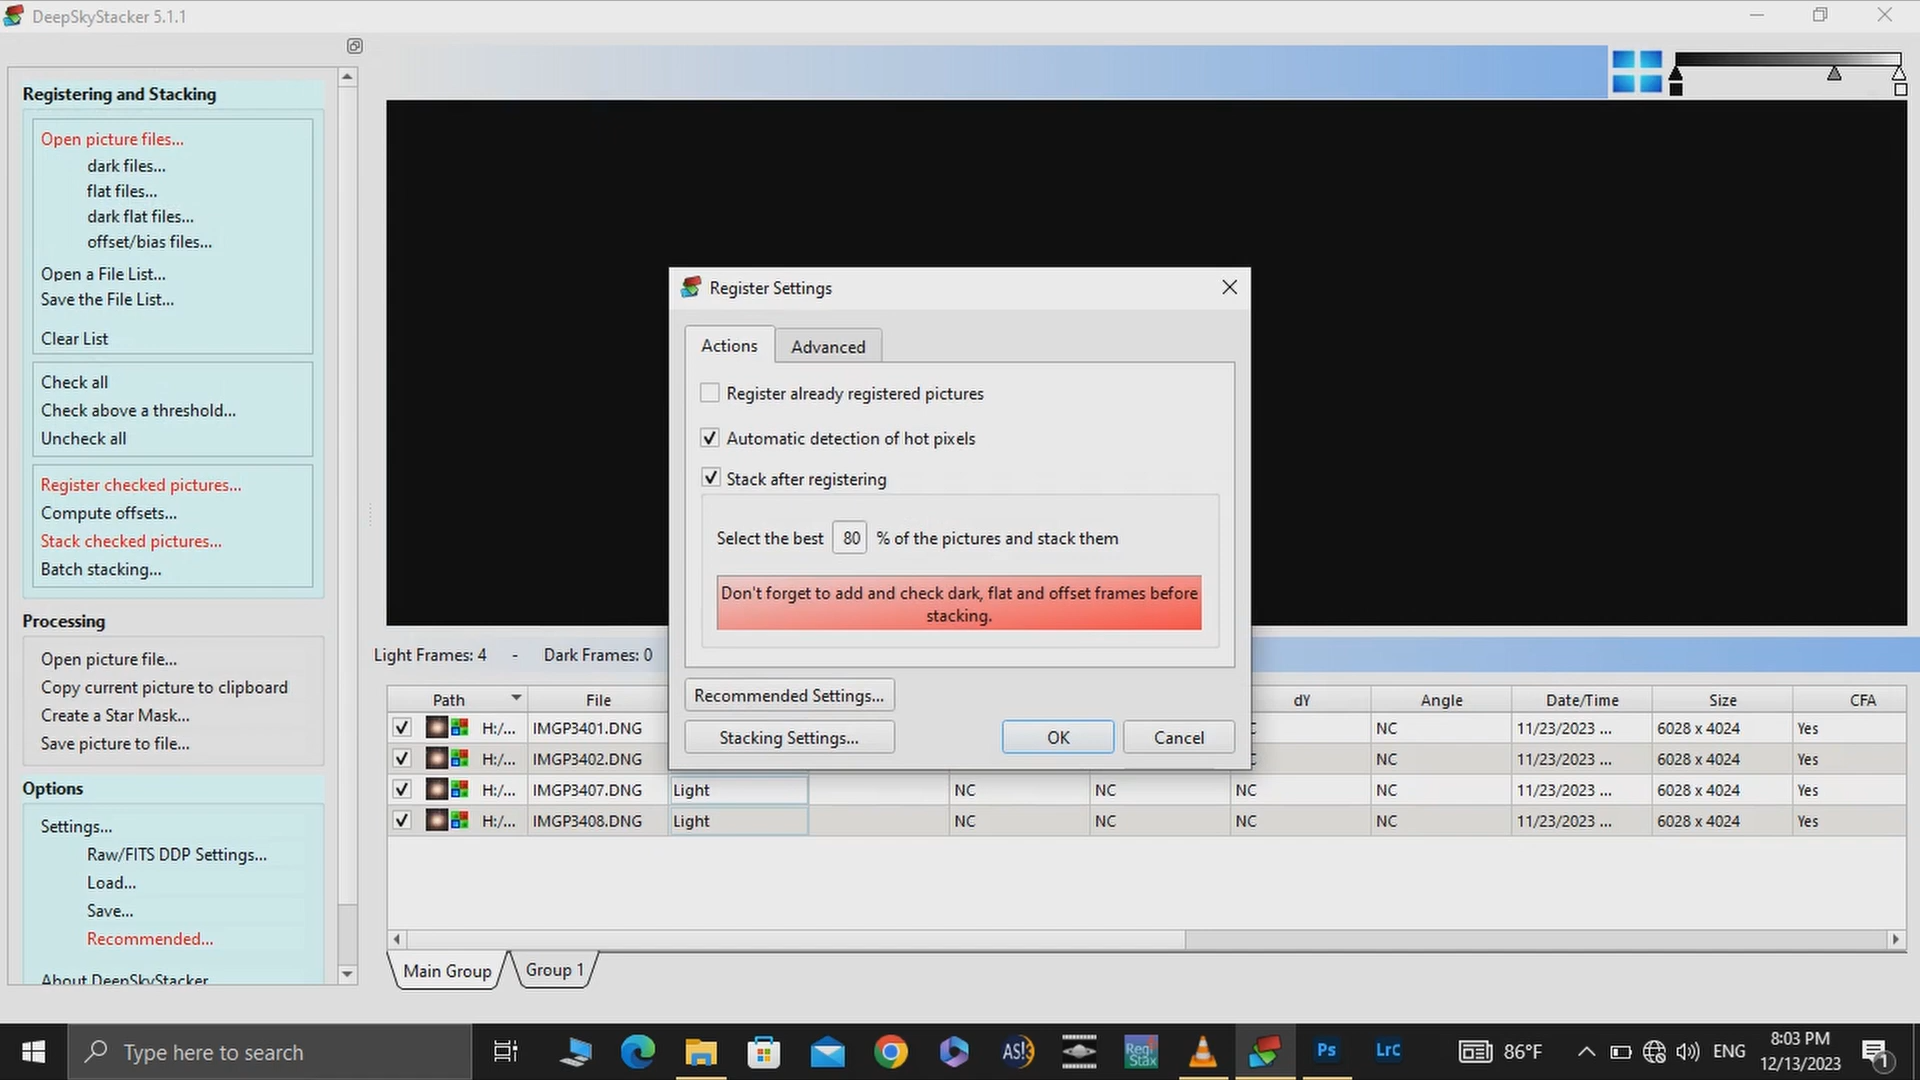 DeepSkyStacker 5.1.1
Registering and Stacking
Open picture files...
dark files...
flat files...
dark flat files...
offset/bias files...
Open a File List...
Save the File List...
Clear List
Check all
Check above a threshold...
Uncheck all
Register checked pictures...
Compute offsets...
Stack checked pictures...
Batch stacking...
Processing
Open picture file...
Copy current picture to clipboard
Create a Star Mask...
Save picture to file...
Options
Settings...
Raw/FITS DDP Settings...
Load...
Save...
Recommended...
About DeepSkyStacker
Register Settings
Actions Advanced
Register already registered pictures
Automatic detection of hot pixels
Stack after registering
Select the best 80 % of the pictures and stack them
Don't forget to add and check dark, flat and offset frames before
stacking.
Recommended Settings...
Stacking Settings...
OK Cancel
Light Frames: 4 - Dark Frames: 0
Path File dY Angle Date/Time Size CFA
H:/... IMGP3401.DNG NC 11/23/2023 ... 6028 x 4024 Yes
H:/... IMGP3402.DNG NC 11/23/2023 ... 6028 x 4024 Yes
H:/... IMGP3407.DNG Light NC NC NC NC 11/23/2023 ... 6028 x 4024 Yes
H:/... IMGP3408.DNG Light NC NC NC NC 11/23/2023 ... 6028 x 4024 Yes
Main Group Group 1
Type here to search
AS!3
Regi
Stax
Ps
LrC
86°F
ENG
8:03 PM
12/13/2023
1